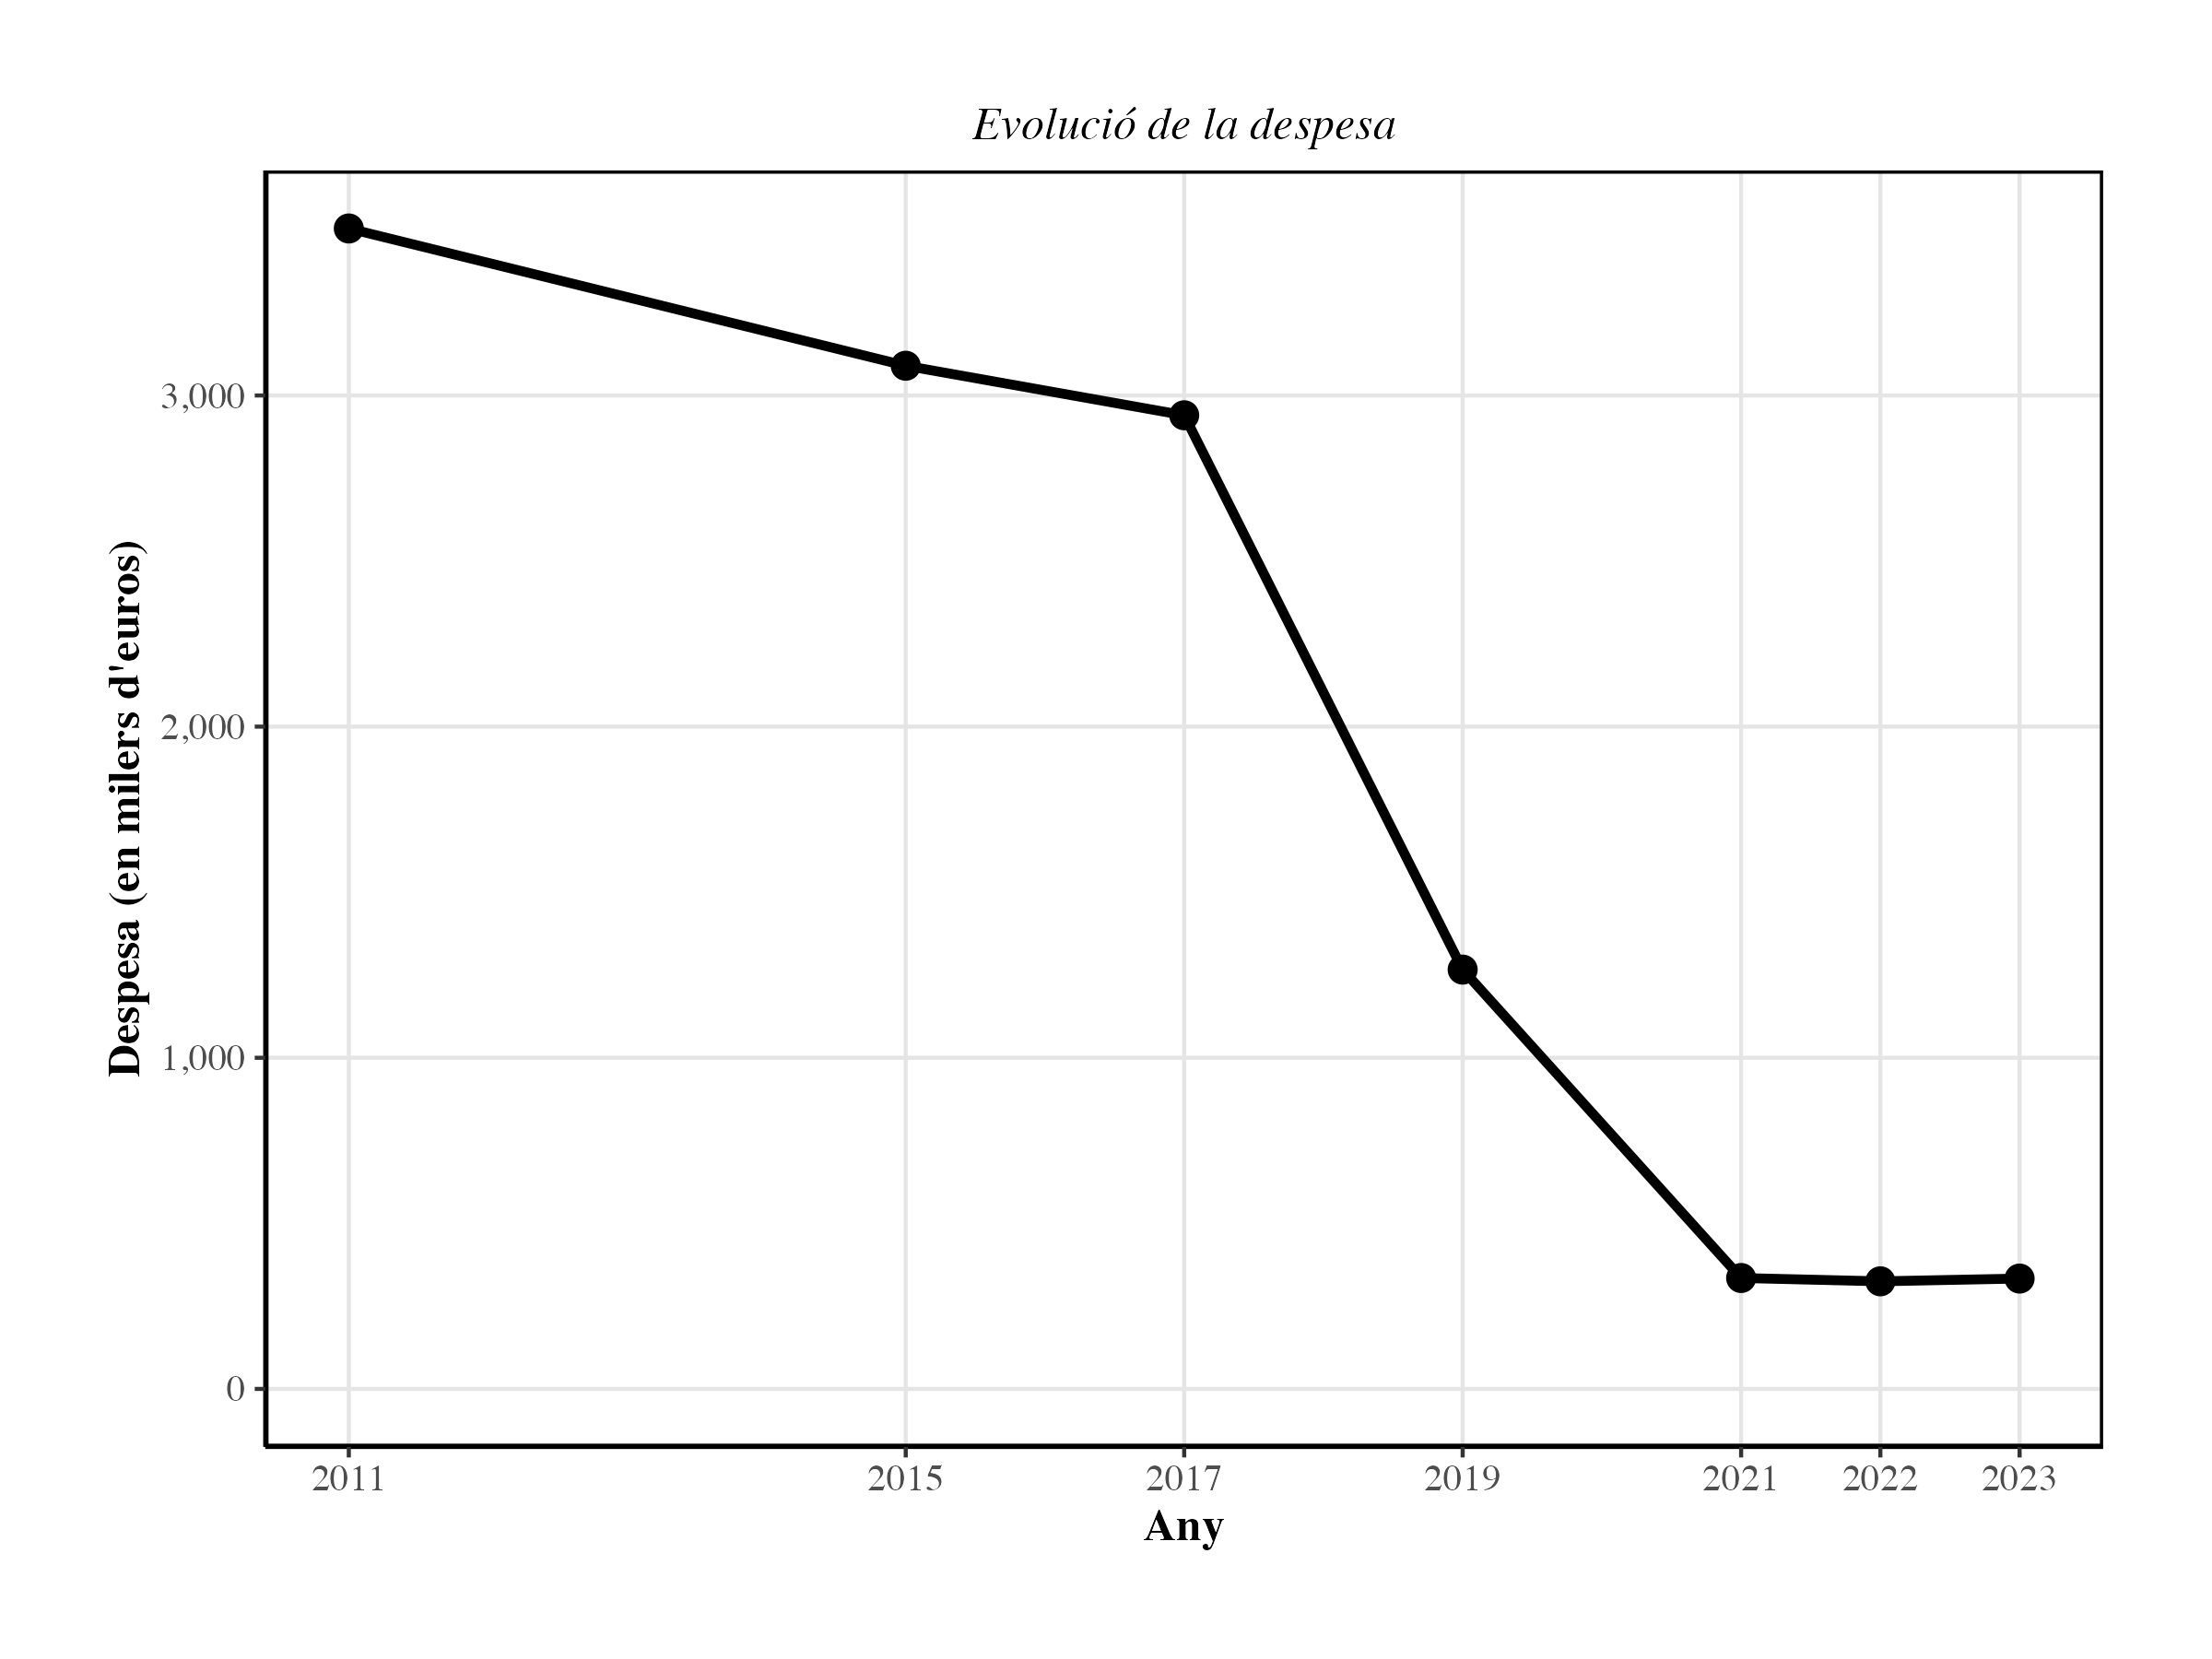 Evolució de la despesa
Despesa (en milers d'euros)
3,000
2,000
1,000
0
2011 2015 2017 2019 2021 2022 2023
Any